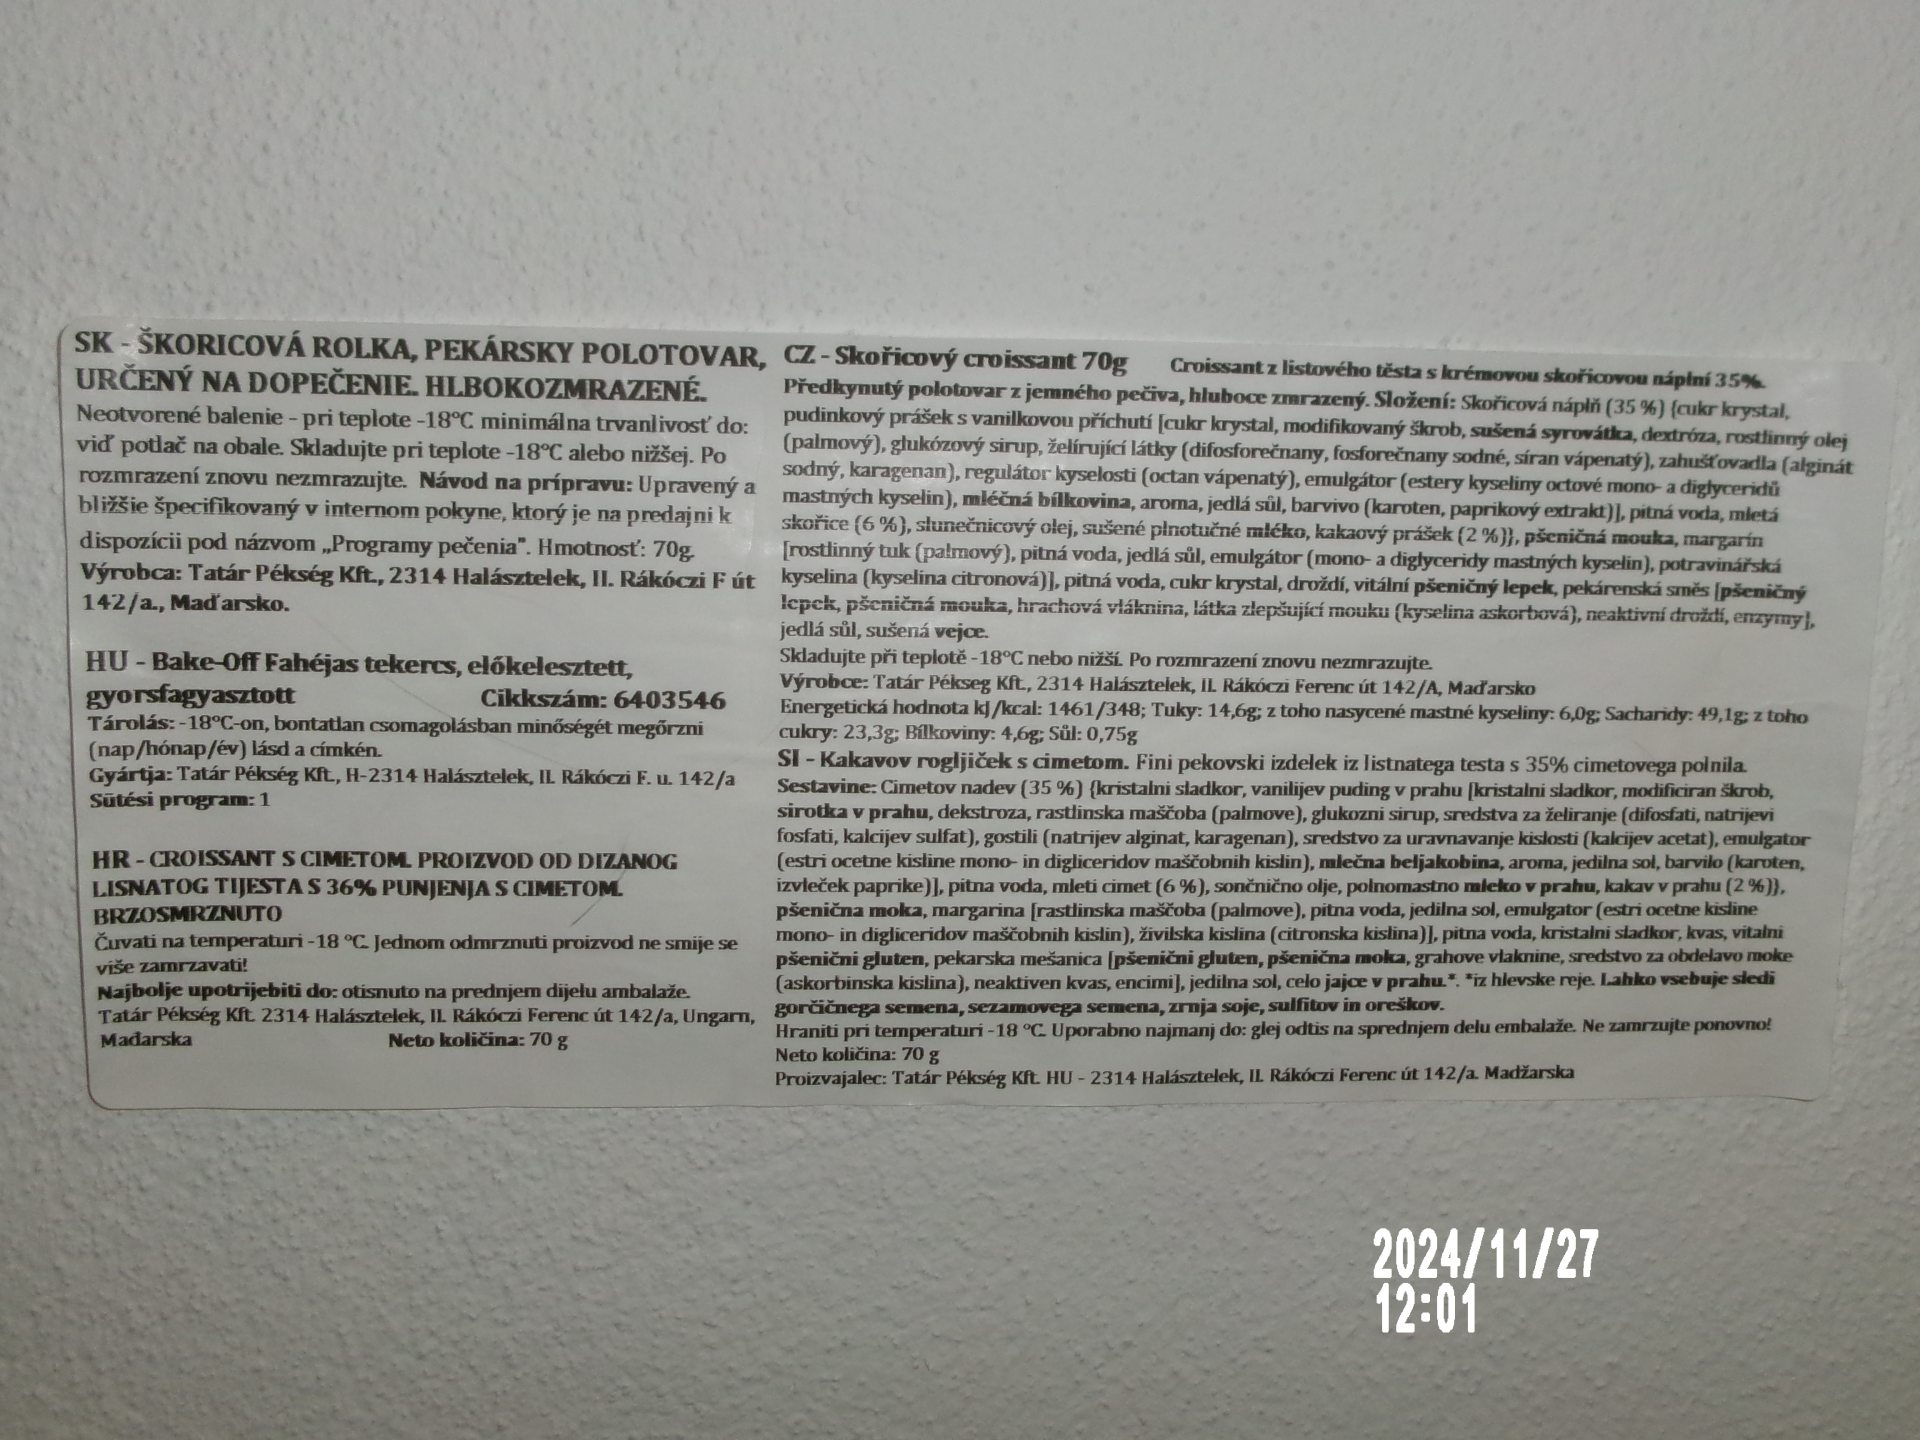 SK - ŠKORICOVÁ ROLKA, PEKÁRSKY POLOTOVAR,
URČENÝ NA DOPEČENIE. HLBOKOZMRAZENÉ.
Neotvorené balenie - pri teplote -18°C minimálna trvanlivosť do:
viď potlač na obale. Skladujte pri teplote -18°C alebo nižšej. Po
rozmrazení znovu nezmrazujte. Návod na prípravu: Upravený a
bližšie špecifikovaný v internom pokyne, ktorý je na predajni k
dispozícii pod názvom „Programy pečenia". Hmotnosť: 70g.
Výrobca: Tatár Pékség Kft., 2314 Halásztelek, II. Rákóczi F út
142/a., Maďarsko.
HU - Bake-Off Fahéjas tekercs, előkelesztett,
gyorsfagyasztott Cikkszám: 6403546
Tárolás: -18°C-on, bontatlan csomagolásban minőségét megőrzni
(nap/hónap/év) lásd a címkén.
Gyártja: Tatár Pékség Kft., H-2314 Halásztelek, II. Rákóczi F. u. 142/a
Sütési program: 1
HR - CROISSANT S CIMETOM. PROIZVOD OD DIZANOG
LISNATOG TIJESTA S 36% PUNJENJA S CIMETOM.
BRZOSMRZNUTO
Čuvati na temperaturi -18 °C. Jednom odmrznuti proizvod ne smije se
više zamrzavati!
Najbolje upotrijebiti do: otisnuto na prednjem dijelu ambalaže.
Tatár Pékség Kft. 2314 Halásztelek, II. Rákóczi Ferenc út 142/a, Ungarn,
Mađarska Neto količina: 70 g
CZ - Skořicový croissant 70g Croissant z listového těsta s krémovou skořicovou náplní 35%.
Předkynutý polotovar z jemného pečiva, hluboce zmrazený. Složení: Skořicová náplň (35 %) {cukr krystal,
pudinkový prášek s vanilkovou příchutí [cukr krystal, modifikovaný škrob, sušená syrovátka, dextróza, rostlinný olej
(palmový), glukózový sirup, želírující látky (difosforečnany, fosforečnany sodné, síran vápenatý), zahušťovadla (alginát
sodný, karagenan), regulátor kyselosti (octan vápenatý), emulgátor (estery kyseliny octové mono- a diglyceridů
mastných kyselin), mléčná bílkovina, aroma, jedlá sůl, barvivo (karoten, paprikový extrakt)], pitná voda, mletá
skořice (6 %), slunečnicový olej, sušené plnotučné mléko, kakaový prášek (2 %)}, pšeničná mouka, margarín
[rostlinný tuk (palmový), pitná voda, jedlá sůl, emulgátor (mono- a diglyceridy mastných kyselin), potravinářská
kyselina (kyselina citronová)], pitná voda, cukr krystal, droždí, vitální pšeničný lepek, pekárenská směs [pšeničný
lepek, pšeničná mouka, hrachová vláknina, látka zlepšující mouku (kyselina askorbová), neaktivní droždí, enzymy],
jedlá sůl, sušená vejce.
Skladujte při teplotě -18°C nebo nižší. Po rozmrazení znovu nezmrazujte.
Výrobce: Tatár Pékseg Kft., 2314 Halásztelek, II. Rákóczi Ferenc út 142/A, Maďarsko
Energetická hodnota kJ/kcal: 1461/348; Tuky: 14,6g; z toho nasycené mastné kyseliny: 6,0g; Sacharidy: 49,1g; z toho
cukry: 23,3g; Bílkoviny: 4,6g; Sůl: 0,75g
SI - Kakavov rogljiček s cimetom. Fini pekovski izdelek iz listnatega testa s 35% cimetovega polnila.
Sestavine: Cimetov nadev (35 %) {kristalni sladkor, vanilijev puding v prahu [kristalni sladkor, modificiran škrob,
sirotka v prahu, dekstroza, rastlinska maščoba (palmove), glukozni sirup, sredstva za želiranje (difosfati, natrijevi
fosfati, kalcijev sulfat), gostili (natrijev alginat, karagenan), sredstvo za uravnavanje kislosti (kalcijev acetat), emulgator
(estri ocetne kisline mono- in digliceridov maščobnih kislin), mlečna beljakobina, aroma, jedilna sol, barvilo (karoten,
izvleček paprike)], pitna voda, mleti cimet (6 %), sončnično olje, polnomastno mleko v prahu, kakav v prahu (2 %)},
pšenična moka, margarina [rastlinska maščoba (palmove), pitna voda, jedilna sol, emulgator (estri ocetne kisline
mono- in digliceridov maščobnih kislin), živilska kislina (citronska kislina)], pitna voda, kristalni sladkor, kvas, vitalni
pšenični gluten, pekarska mešanica [pšenični gluten, pšenična moka, grahove vlaknine, sredstvo za obdelavo moke
(askorbinska kislina), neaktiven kvas, encimi], jedilna sol, celo jajce v prahu.*. *iz hlevske reje. Lahko vsebuje sledi
gorčičnega semena, sezamovega semena, zrnja soje, sulfitov in oreškov.
Hraniti pri temperaturi -18 °C. Uporabno najmanj do: glej odtis na sprednjem delu embalaže. Ne zamrzujte ponovno!
Neto količina: 70 g
Proizvajalec: Tatár Pékség Kft. HU - 2314 Halásztelek, II. Rákóczi Ferenc út 142/a. Madžarska
2024/11/27
12:01